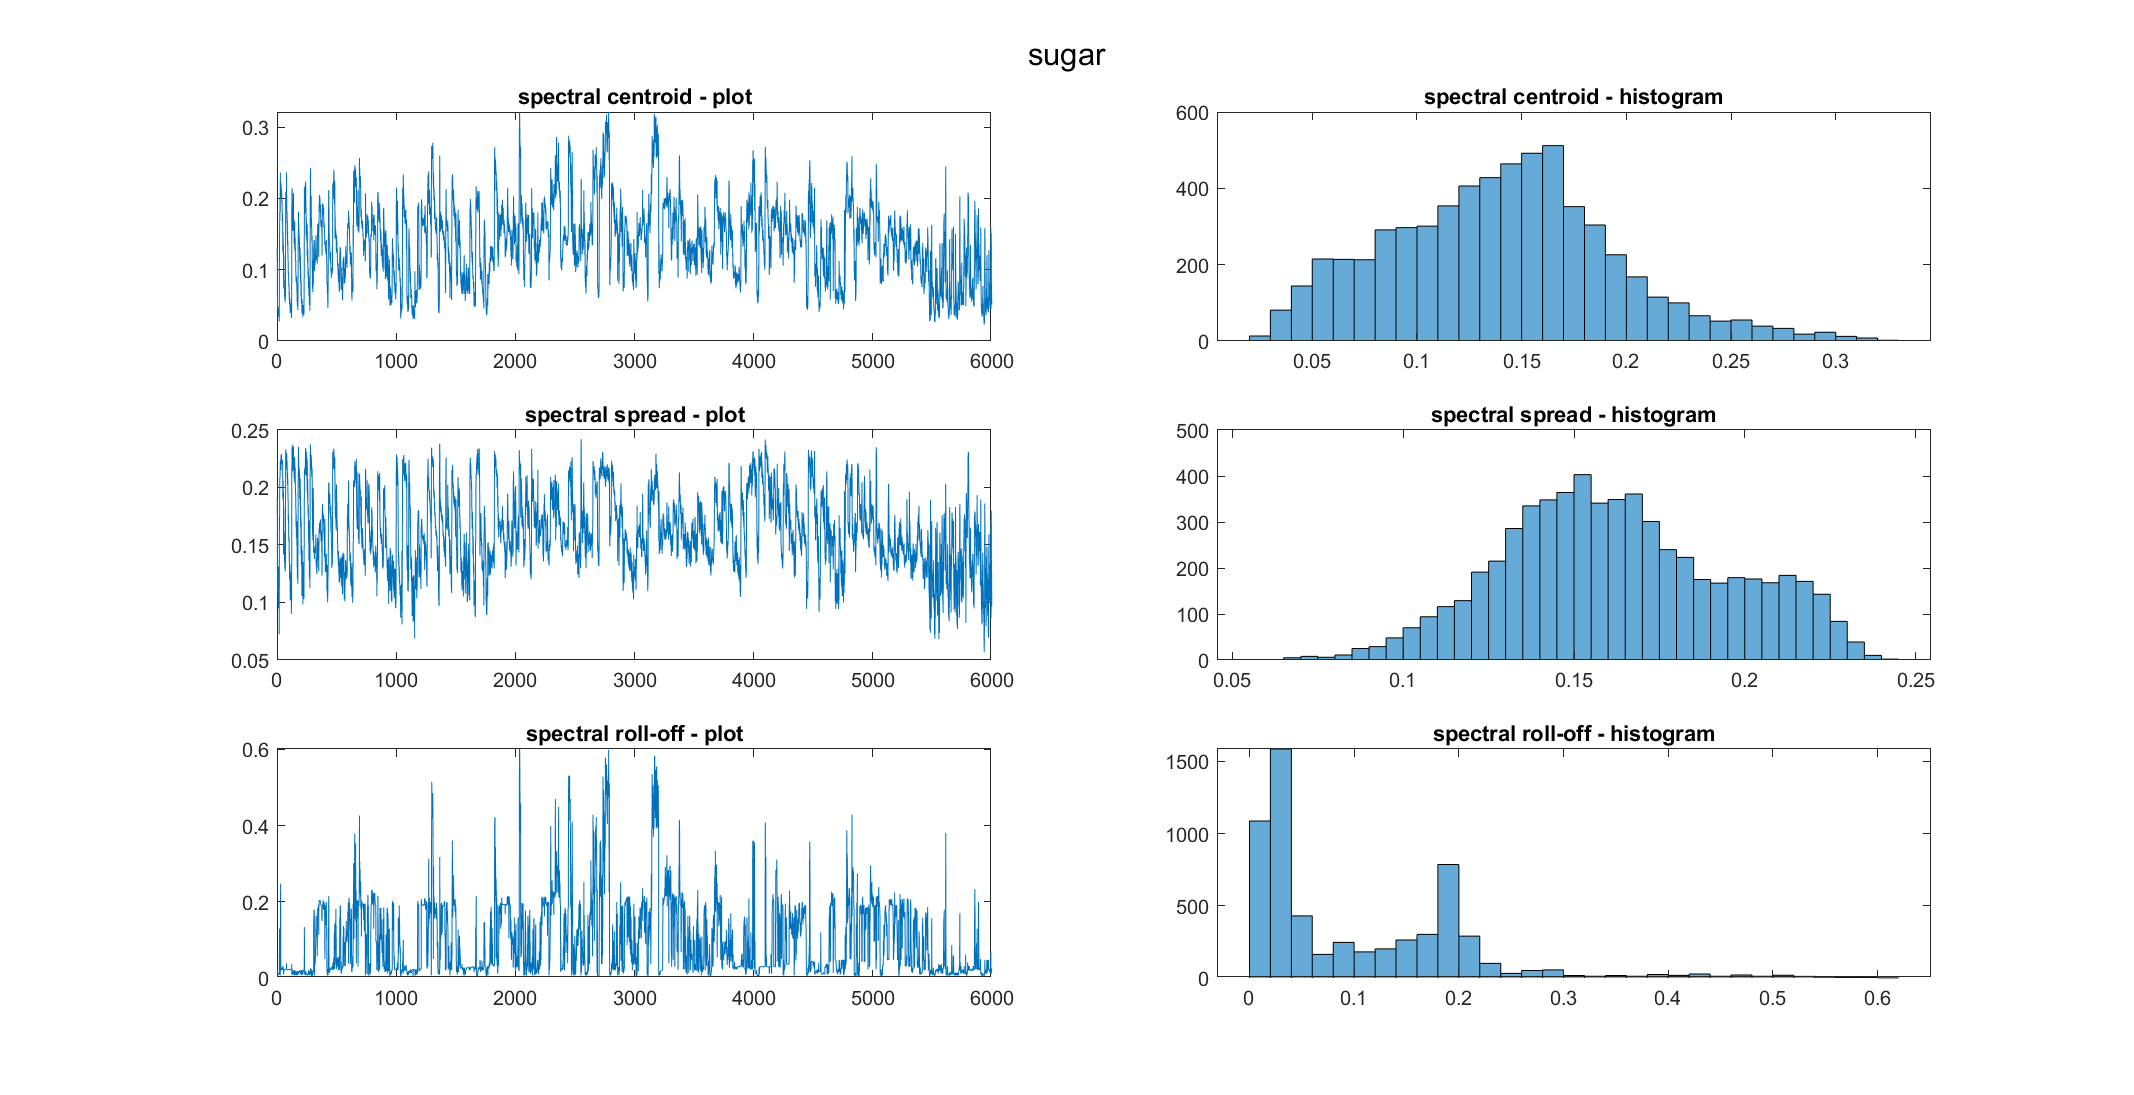 sugar
spectral centroid - plot
0.3
0.2
0.1
0
0 1000 2000 3000 4000 5000 6000
spectral centroid - histogram
600
400
200
0
0.05 0.1 0.15 0.2 0.25 0.3
spectral spread - plot
0.25
0.2
0.15
0.1
0.05
0 1000 2000 3000 4000 5000 6000
spectral spread - histogram
500
400
300
200
100
0
0.05 0.1 0.15 0.2 0.25
spectral roll-off - plot
0.6
0.4
0.2
0
0 1000 2000 3000 4000 5000 6000
spectral roll-off - histogram
1500
1000
500
0
0 0.1 0.2 0.3 0.4 0.5 0.6